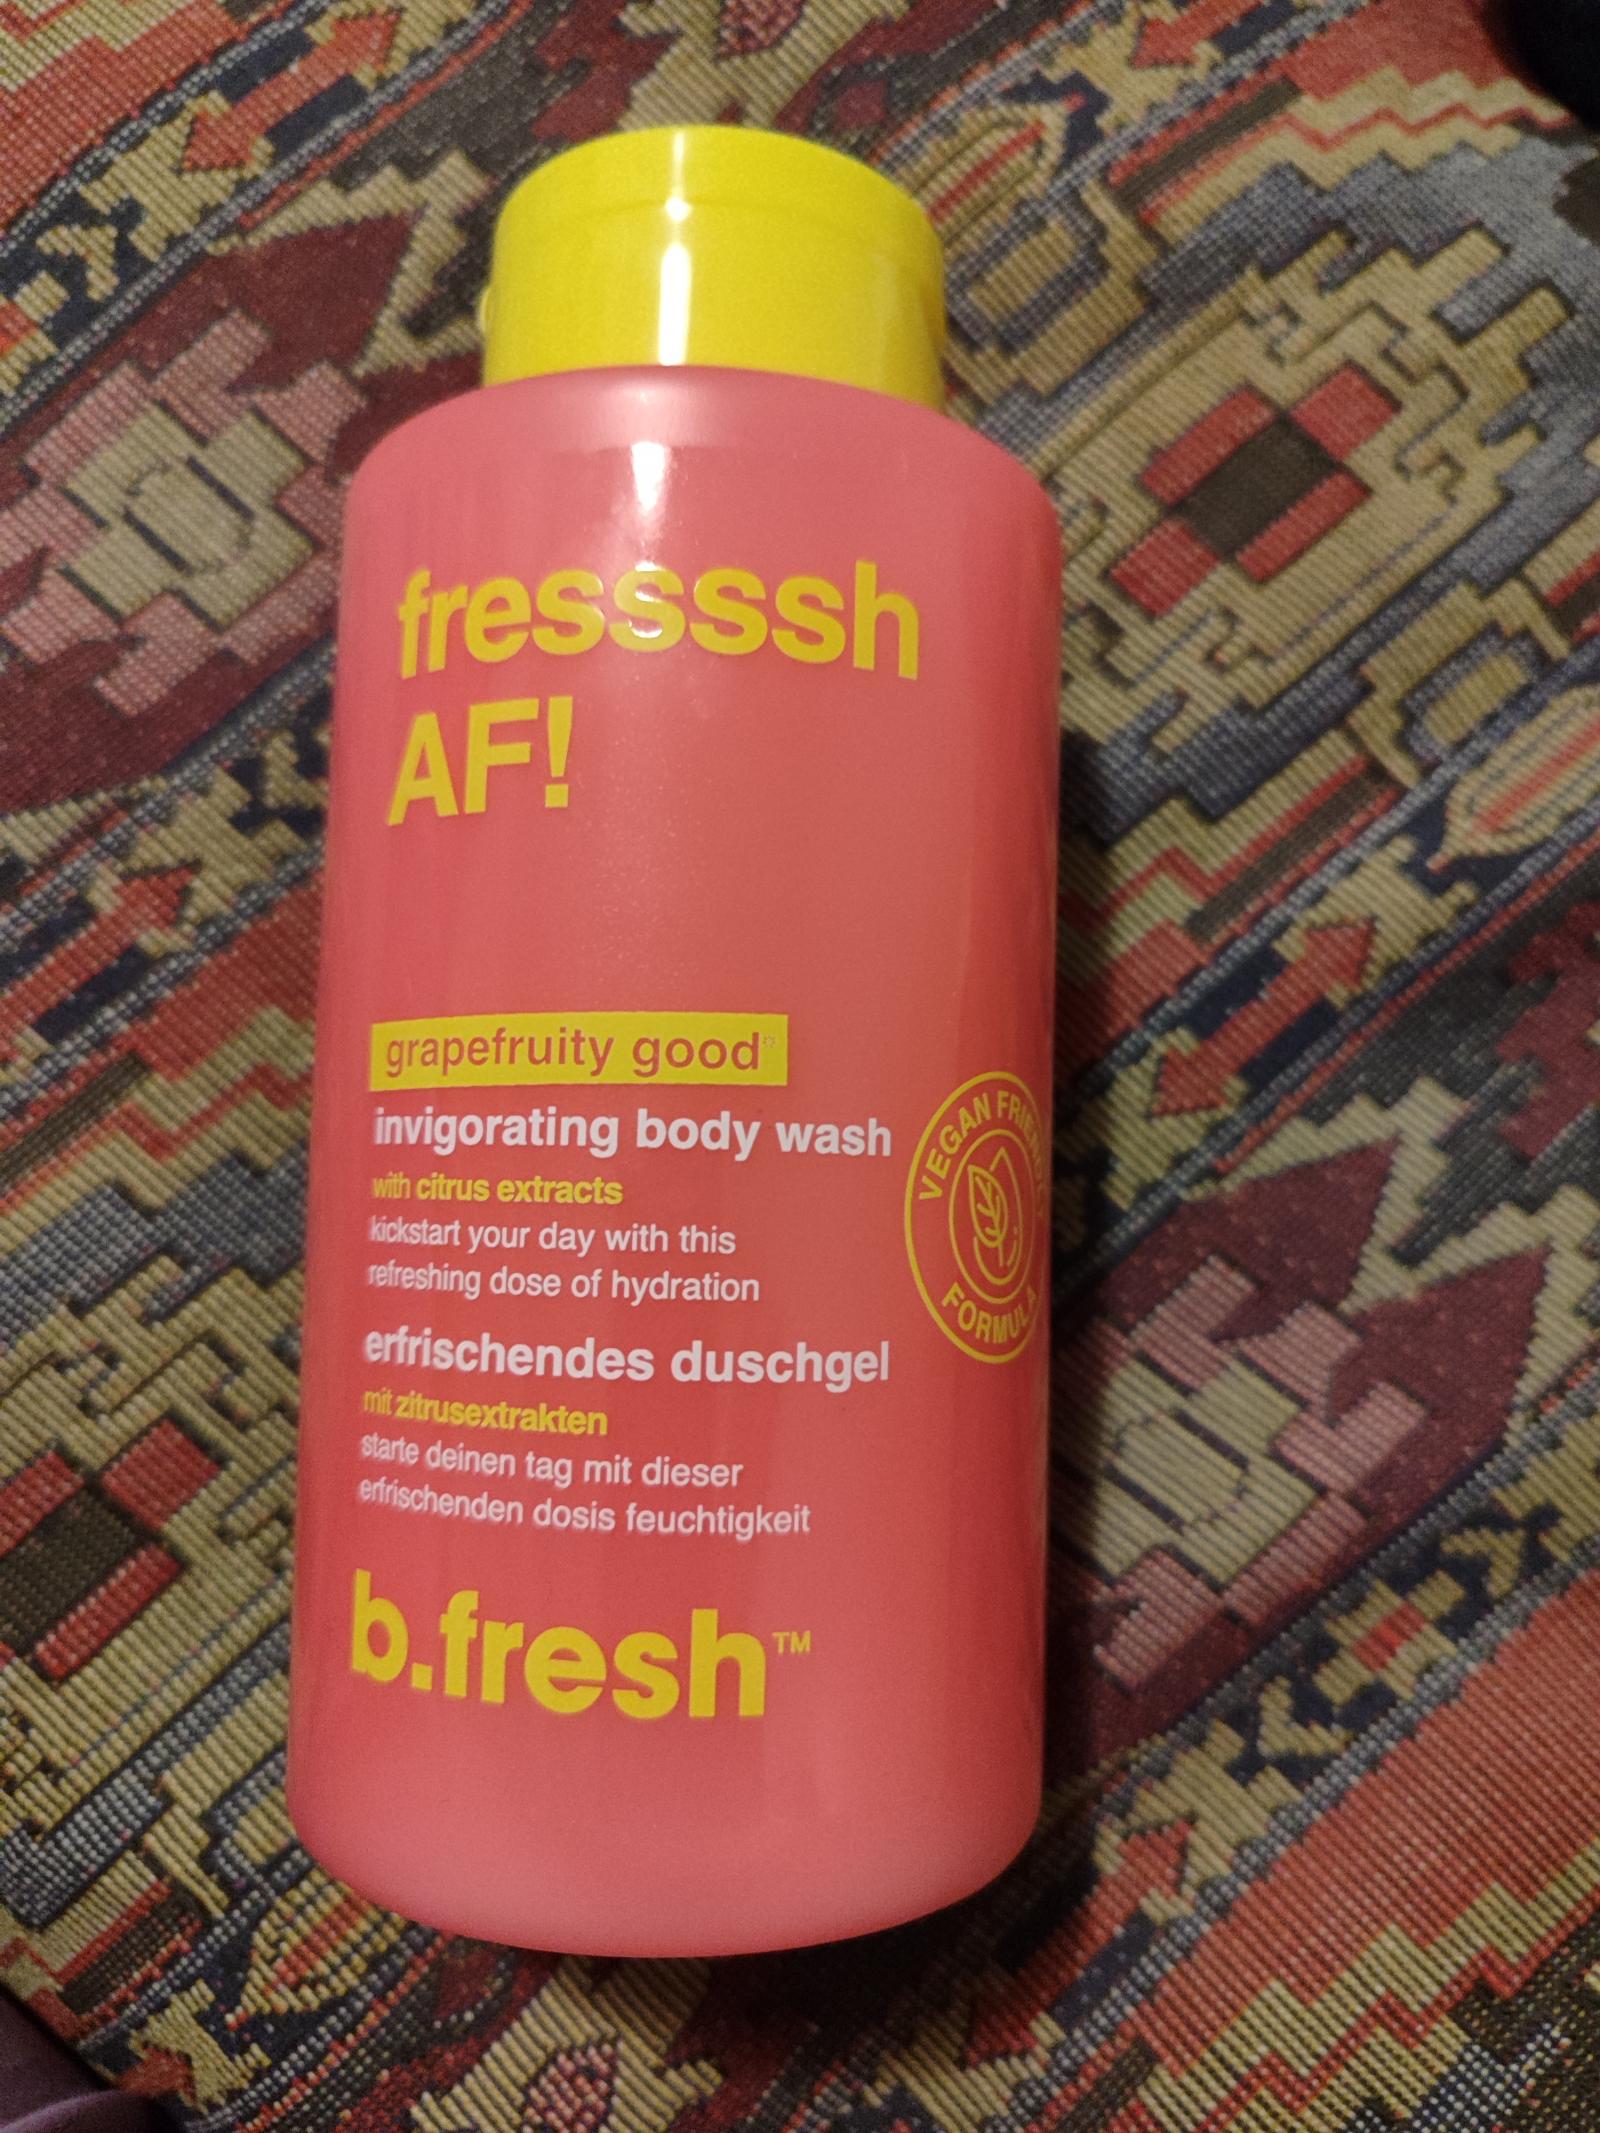 fressssh
AF!
grapefruity good
invigorating body wash
with citrus extracts
kickstart your day with this
refreshing dose of hydration
erfrischendes duschgel
mit zitrusextrakten
starte deinen tag mit dieser
erfrischenden dosis feuchtigkeit
b.fresh™
VEGAN FRIENDLY
FORMULA